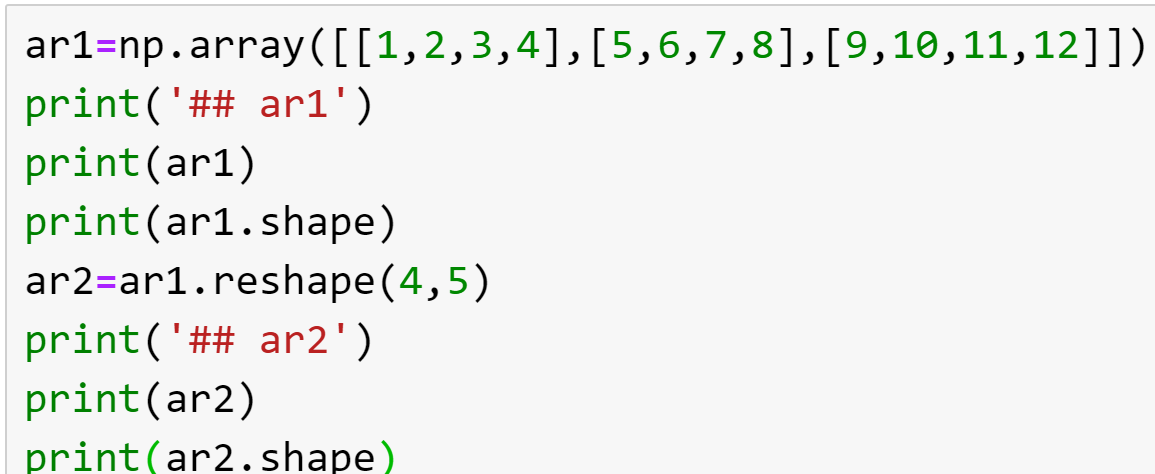 ar1=np.array([[1,2,3,4],[5,6,7,8],[9,10,11,12]])
print('## ar1')
print(ar1)
print(ar1.shape)
ar2=ar1.reshape(4,5)
print('## ar2')
print(ar2)
print(ar2.shape)